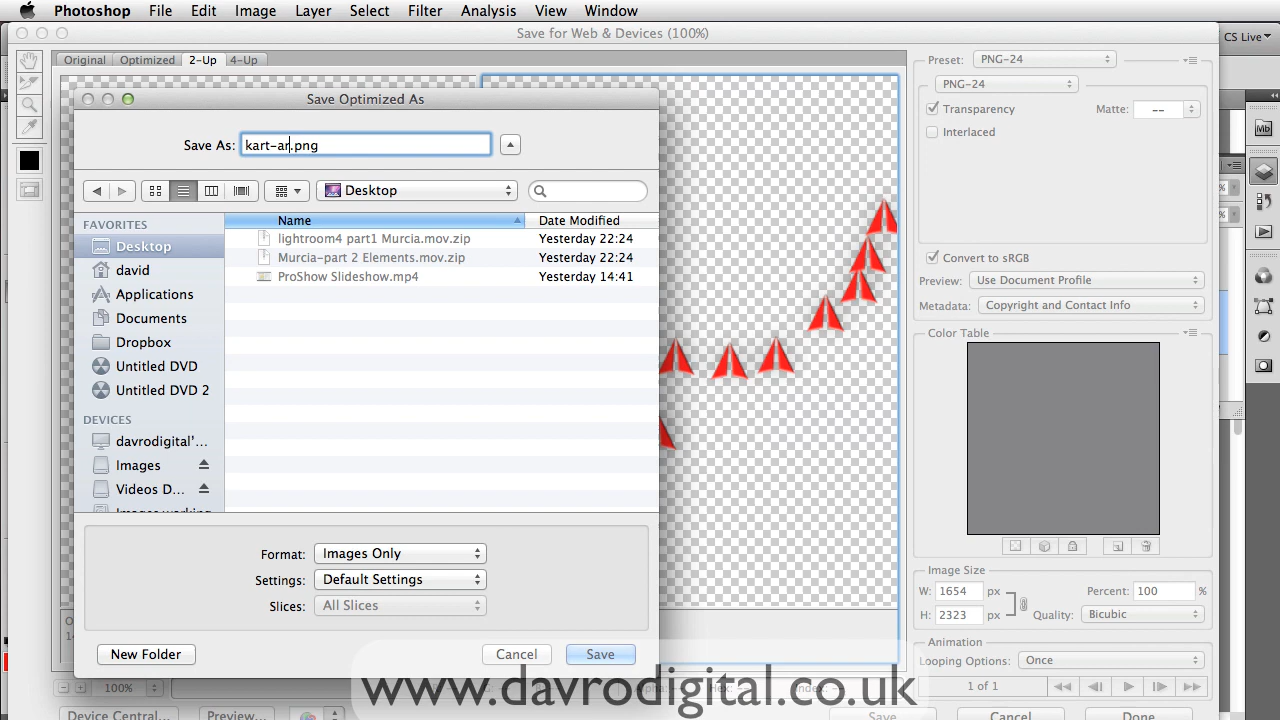 Photoshop File Edit Image Layer Select Filter Analysis View Window
Save for Web & Devices (100%)
CS Live
Original Optimized 2-Up 4-Up
Preset: PNG-24
PNG-24
Transparency Matte: --
Interlaced
Convert to sRGB
Preview: Use Document Profile
Metadata: Copyright and Contact Info
Color Table
Image Size
W: 1654 px Percent: 100 %
H: 2323 px Quality: Bicubic
Animation
Looping Options: Once
1 of 1
Save Optimized As
Save As: kart-ar.png
Desktop
FAVORITES
Desktop
david
Applications
Documents
Dropbox
Untitled DVD
Untitled DVD 2
DEVICES
davrodigital'...
Images
Videos D...
Images working
Name Date Modified
lightroom4 part1 Murcia.mov.zip Yesterday 22:24
Murcia-part 2 Elements.mov.zip Yesterday 22:24
ProShow Slideshow.mp4 Yesterday 14:41
Format: Images Only
Settings: Default Settings
Slices: All Slices
New Folder Cancel Save
www.davrodigital.co.uk
100%
Device Central... Preview... Save Cancel Done
Mb